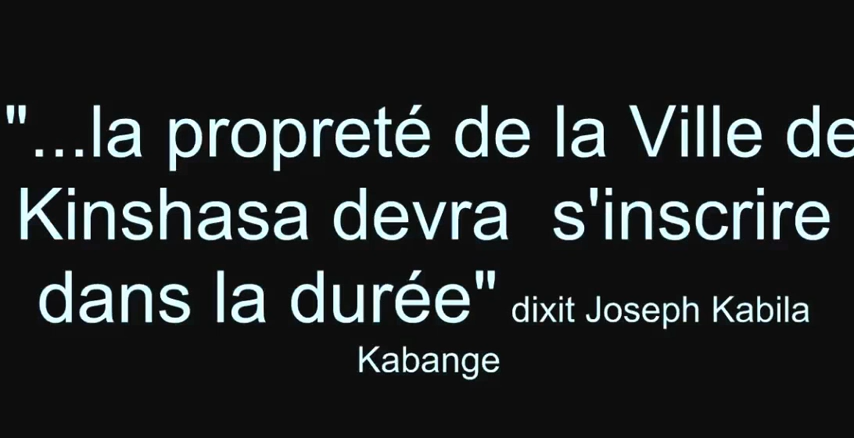 "...la propreté de la Ville de
Kinshasa devra  s'inscrire
dans la durée" dixit Joseph Kabila
Kabange